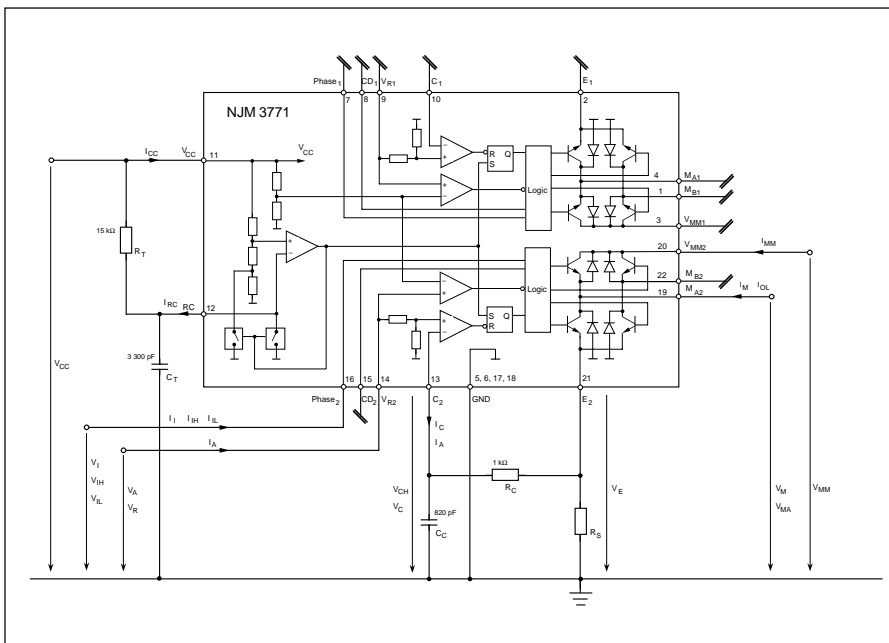 Phase1 CD1 VR1 C1 E1
7 8 9 10 2
NJM 3771
ICC VCC 11 VCC
R Q
S
Logic
4 MA1
1 MB1
3 VMM1
20 VMM2 IMM
22 MB2
19 MA2 IM IOL
15 kΩ
RT
IRC RC 12
+ −
Logic
S Q
R
3 300 pF
CT
VCC
16 15 14 13 5, 6, 17, 18 21
Phase2 CD2 VR2 C2 GND E2
II IIH IIL
IA
IC
IA
VI
VIH
VIL
VA
VR
VCH
VC
1 kΩ
RC
820 pF
CC
VE
RS
VM
VMA
VMM